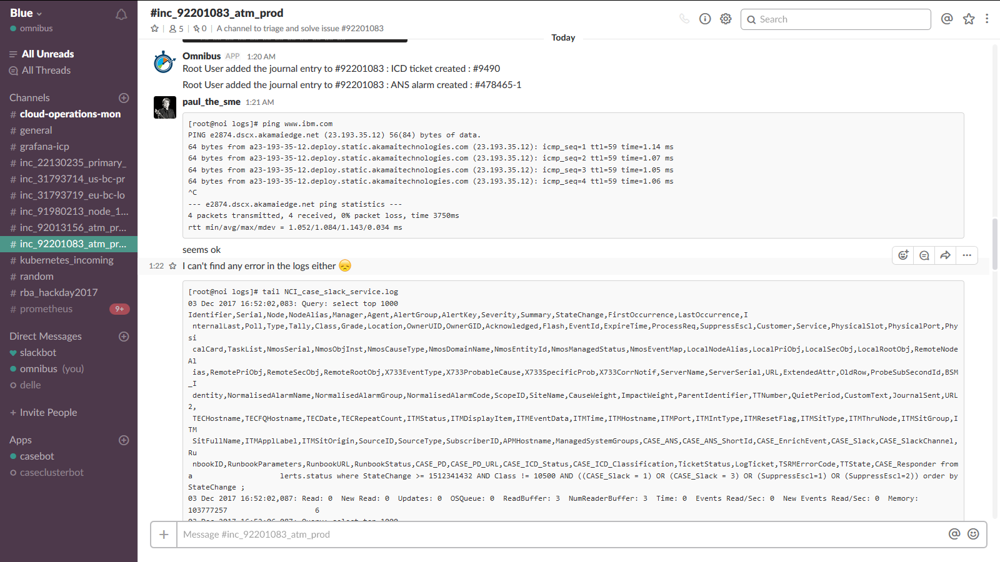 Blue
omnibus
All Unreads
All Threads
Channels
# cloud-operations-mon
# general
# grafana-icp
# inc_22130235_primary_
# inc_31793714_us-bc-pr
# inc_31793719_eu-bc-lo
# inc_91980213_node_1...
# inc_92013156_atm_pr...
# inc_92201083_atm_pr...
# kubernetes_incoming
# random
# rba_hackday2017
# prometheus 9+
Direct Messages
slackbot
omnibus (you)
delle
+ Invite People
Apps
casebot
caseclusterbot
#inc_92201083_atm_prod
5 | 0 | A channel to triage and solve issue #92201083
Search
Today
Omnibus APP 1:20 AM
Root User added the journal entry to #92201083 : ICD ticket created : #9490
Root User added the journal entry to #92201083 : ANS alarm created : #478465-1
paul_the_sme 1:21 AM
[root@noi logs]# ping www.ibm.com
PING e2874.dscx.akamaiedge.net (23.193.35.12) 56(84) bytes of data.
64 bytes from a23-193-35-12.deploy.static.akamaitechnologies.com (23.193.35.12): icmp_seq=1 ttl=59 time=1.14 ms
64 bytes from a23-193-35-12.deploy.static.akamaitechnologies.com (23.193.35.12): icmp_seq=2 ttl=59 time=1.07 ms
64 bytes from a23-193-35-12.deploy.static.akamaitechnologies.com (23.193.35.12): icmp_seq=3 ttl=59 time=1.05 ms
64 bytes from a23-193-35-12.deploy.static.akamaitechnologies.com (23.193.35.12): icmp_seq=4 ttl=59 time=1.06 ms
^C
--- e2874.dscx.akamaiedge.net ping statistics ---
4 packets transmitted, 4 received, 0% packet loss, time 3750ms
rtt min/avg/max/mdev = 1.052/1.084/1.143/0.034 ms
seems ok
1:22 I can't find any error in the logs either 😞
[root@noi logs]# tail NCI_case_slack_service.log
03 Dec 2017 16:52:02,083: Query: select top 1000
Identifier,Serial,Node,NodeAlias,Manager,Agent,AlertGroup,AlertKey,Severity,Summary,StateChange,FirstOccurrence,LastOccurrence,I
nternalLast,Poll,Type,Tally,Class,Grade,Location,OwnerUID,OwnerGID,Acknowledged,Flash,EventId,ExpireTime,ProcessReq,SuppressEscl,Customer,Service,PhysicalSlot,PhysicalPort,Phy
si
calCard,TaskList,NmosSerial,NmosObjInst,NmosCauseType,NmosDomainName,NmosEntityId,NmosManagedStatus,NmosEventMap,LocalNodeAlias,LocalPriObj,LocalSecObj,LocalRootObj,RemoteNode
Al
ias,RemotePriObj,RemoteSecObj,RemoteRootObj,X733EventType,X733ProbableCause,X733SpecificProb,X733CorrNotif,ServerName,ServerSerial,URL,ExtendedAttr,OldRow,ProbeSubSecondId,BSM
_I
dentity,NormalisedAlarmName,NormalisedAlarmGroup,NormalisedAlarmCode,ScopeID,SiteName,CauseWeight,ImpactWeight,ParentIdentifier,TTNumber,QuietPeriod,CustomText,JournalSent,URL
2,
TECHostname,TECFQHostname,TECDate,TECRepeatCount,ITMStatus,ITMDisplayItem,ITMEventData,ITMTime,ITMHostname,ITMPort,ITMIntType,ITMResetFlag,ITMSitType,ITMThruNode,ITMSitGroup,I
TM
SitFullName,ITMApplLabel,ITMSitOrigin,SourceID,SourceType,SubscriberID,APMHostname,ManagedSystemGroups,CASE_ANS,CASE_ANS_ShortId,CASE_EnrichEvent,CASE_Slack,CASE_SlackChannel,
Ru
nbookID,RunbookParameters,RunbookURL,RunbookStatus,CASE_PD,CASE_PD_URL,CASE_ICD_Status,CASE_ICD_Classification,TicketStatus,LogTicket,TSRMErrorCode,TTState,CASE_Responder from
a lerts.status where StateChange >= 1512341432 AND Class != 10500 AND ((CASE_Slack = 1) OR (CASE_Slack = 3) OR (SuppressEscl=1) OR (SuppressEscl=2)) order by
StateChange ;
03 Dec 2017 16:52:02,087: Read: 0 New Read: 0 Updates: 0 OSQueue: 0 ReadBuffer: 3 NumReaderBuffer: 3 Time: 0 Events Read/Sec: 0 New Events Read/Sec: 0 Memory:
103777257 6
03 Dec 2017 16:52:06,087: Query: select top 1000
Message #inc_92201083_atm_prod